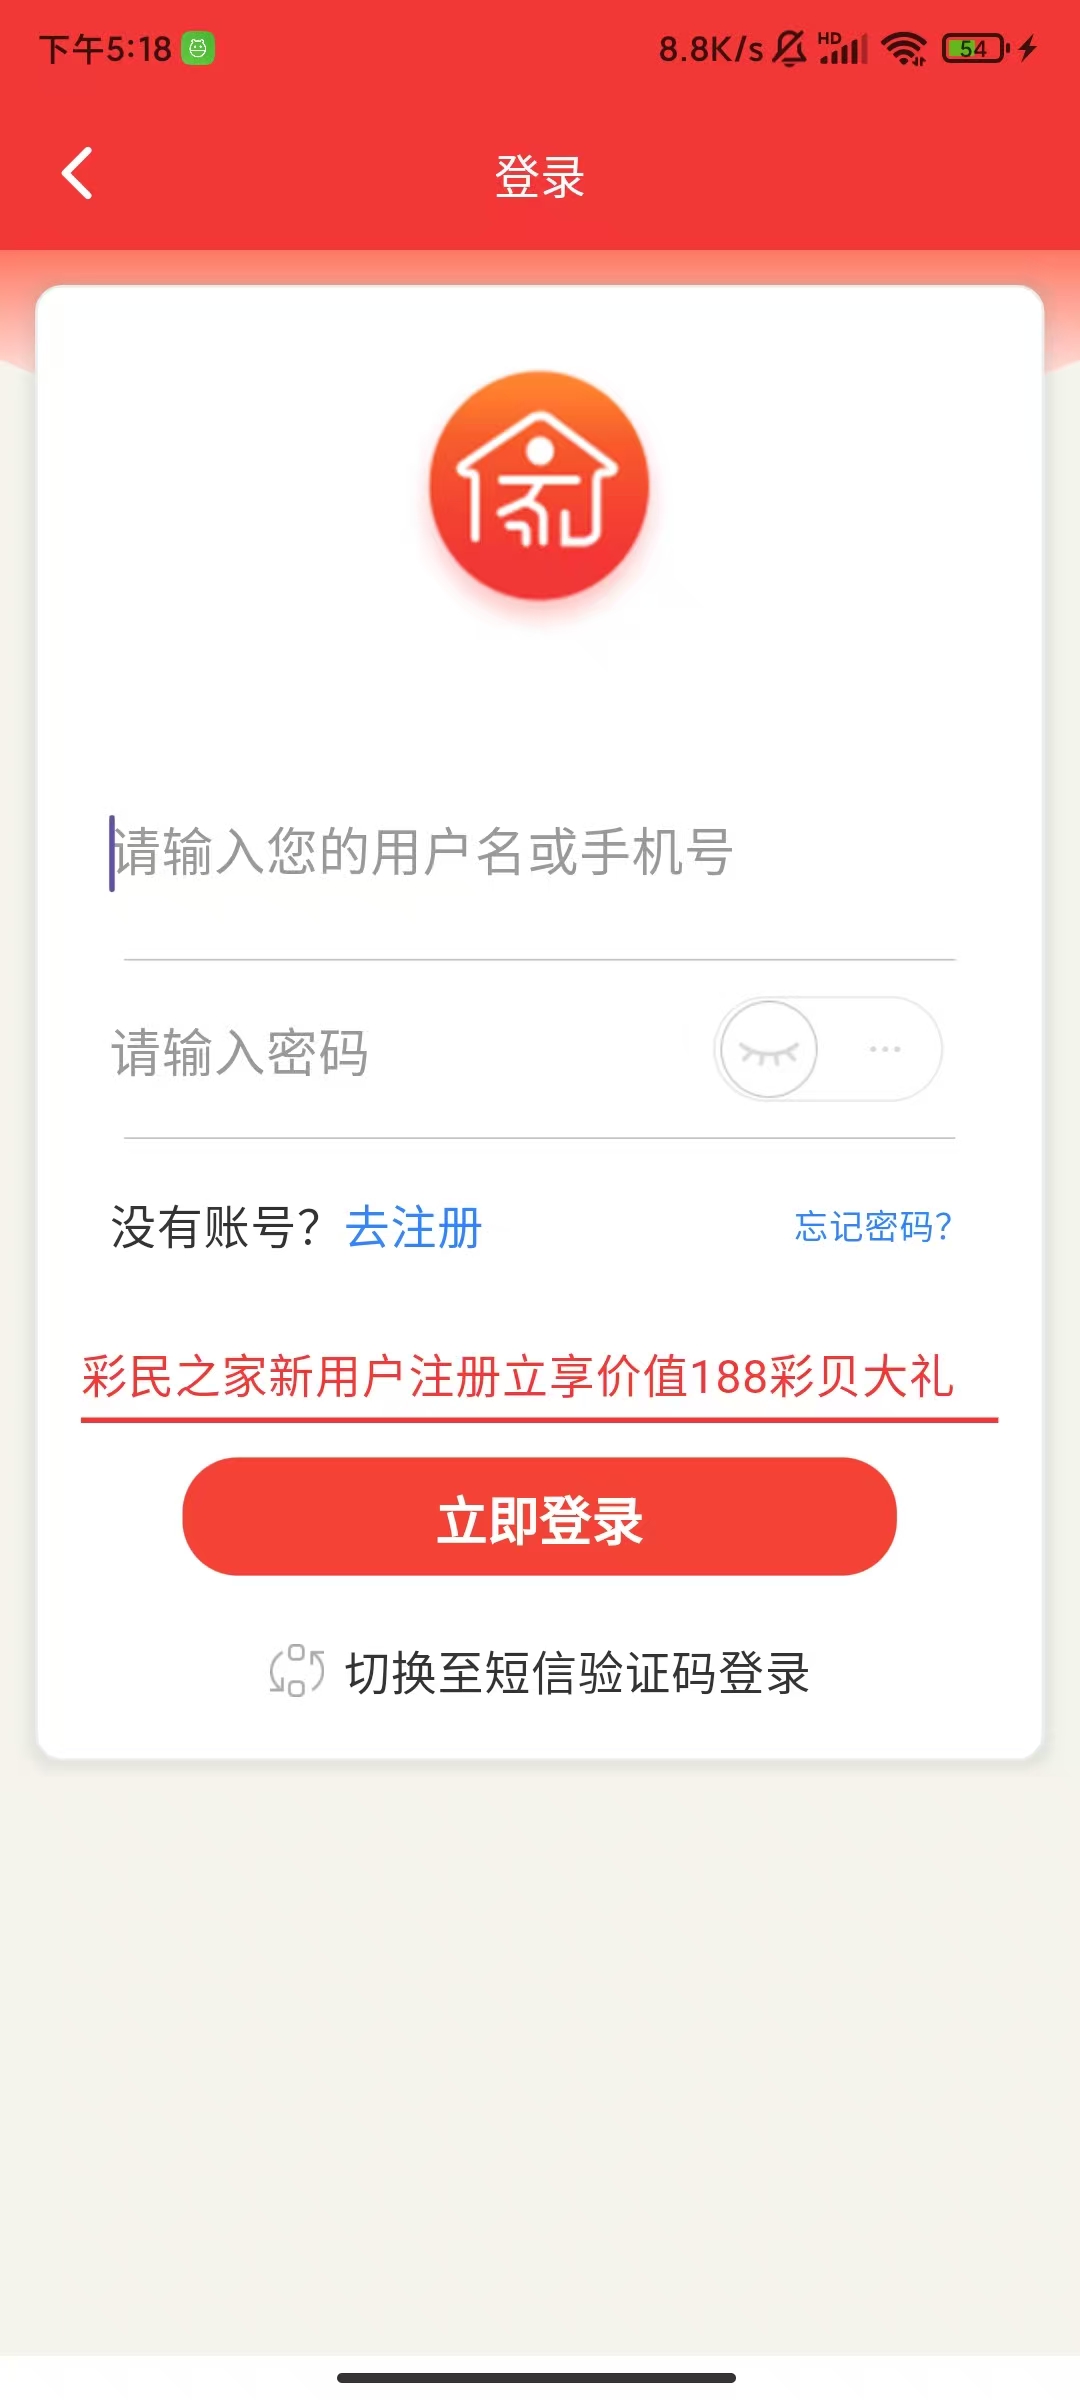 下午5:18
8.8K/s HD 54
登录
请输入您的用户名或手机号
请输入密码
没有账号？去注册
忘记密码？
彩民之家新用户注册立享价值188彩贝大礼
立即登录
切换至短信验证码登录